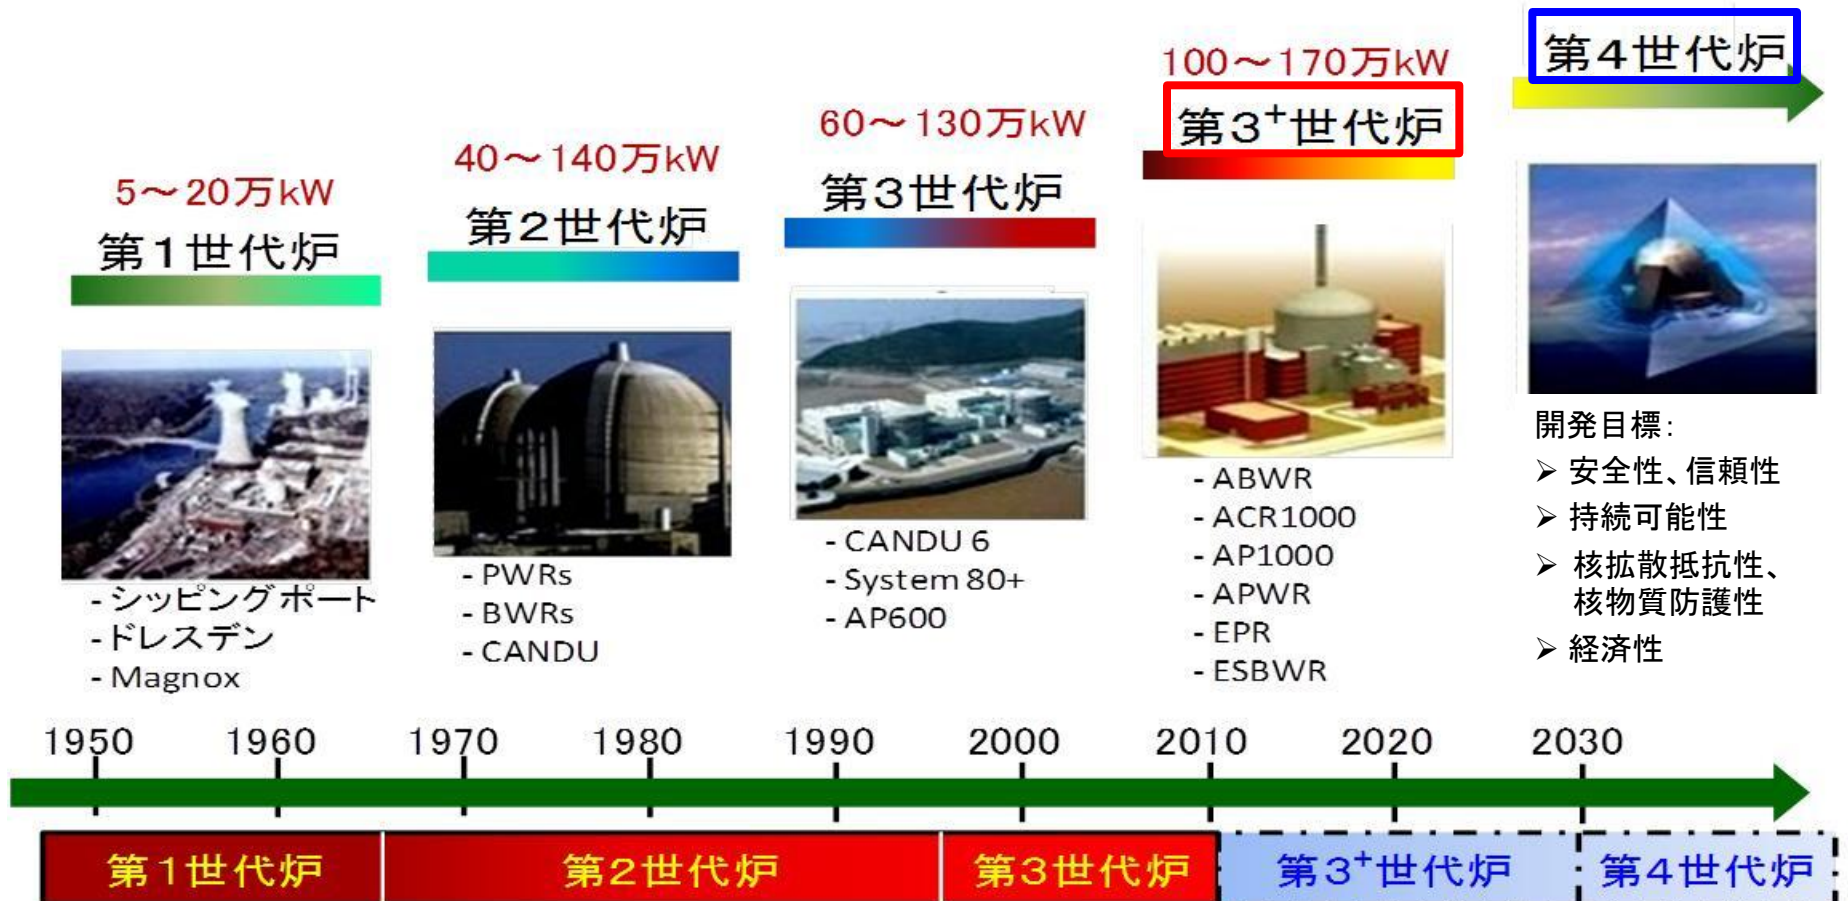 5～20万kW
第1世代炉
- シッピングポート
- ドレスデン
- Magnox
40～140万kW
第2世代炉
- PWRs
- BWRs
- CANDU
60～130万kW
第3世代炉
- CANDU 6
- System 80+
- AP600
100～170万kW
第3⁺世代炉
- ABWR
- ACR1000
- AP1000
- APWR
- EPR
- ESBWR
第4世代炉
開発目標：
➢ 安全性、信頼性
➢ 持続可能性
➢ 核拡散抵抗性、
核物質防護性
➢ 経済性
1950 1960 1970 1980 1990 2000 2010 2020 2030
第1世代炉 第2世代炉 第3世代炉 第3⁺世代炉 第4世代炉